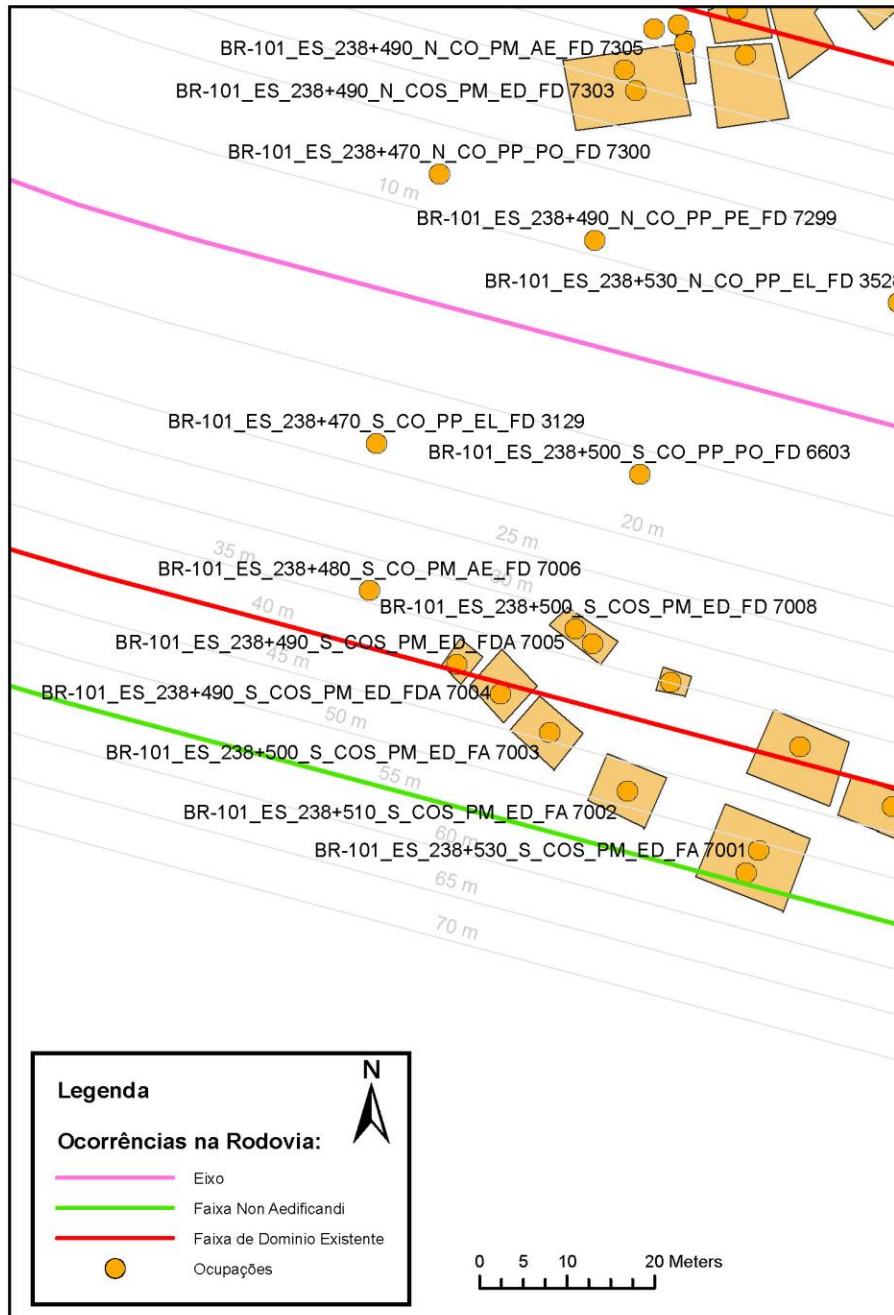 BR-101_ES_238+490_N_CO_PM_AE_FD 7305
BR-101_ES_238+490_N_COS_PM_ED_FD 7303
BR-101_ES_238+470_N_CO_PP_PO_FD 7300
10 m
BR-101_ES_238+490_N_CO_PP_PE_FD 7299
BR-101_ES_238+530_N_CO_PP_EL_FD 3528
BR-101_ES_238+470_S_CO_PP_EL_FD 3129
BR-101_ES_238+500_S_CO_PP_PO_FD 6603
20 m
25 m
35 m
30 m
BR-101_ES_238+480_S_CO_PM_AE_FD 7006
40 m
BR-101_ES_238+500_S_COS_PM_ED_FD 7008
BR-101_ES_238+490_S_COS_PM_ED_FDA 7005
45 m
BR-101_ES_238+490_S_COS_PM_ED_FDA 7004
50 m
BR-101_ES_238+500_S_COS_PM_ED_FA 7003
55 m
BR-101_ES_238+510_S_COS_PM_ED_FA 7002
60 m
BR-101_ES_238+530_S_COS_PM_ED_FA 7001
65 m
70 m
N
Legenda
Ocorrências na Rodovia:
Eixo
Faixa Non Aedificandi
Faixa de Dominio Existente
Ocupações
0 5 10 20 Meters